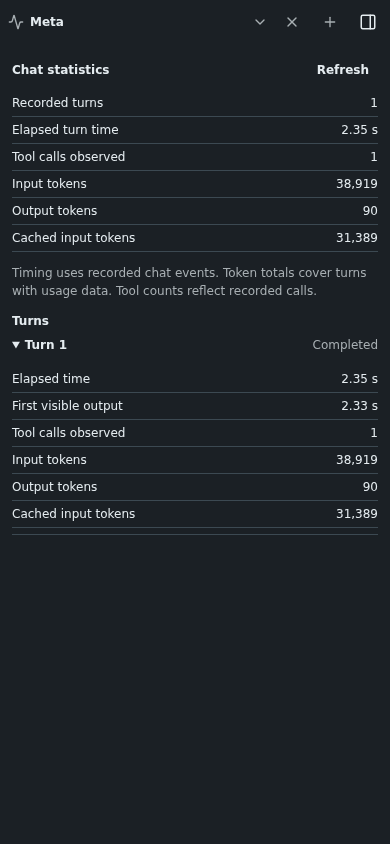 Meta
Chat statistics
Refresh
Recorded turns 1
Elapsed turn time 2.35 s
Tool calls observed 1
Input tokens 38,919
Output tokens 90
Cached input tokens 31,389
Timing uses recorded chat events. Token totals cover turns
with usage data. Tool counts reflect recorded calls.
Turns
Turn 1 Completed
Elapsed time 2.35 s
First visible output 2.33 s
Tool calls observed 1
Input tokens 38,919
Output tokens 90
Cached input tokens 31,389